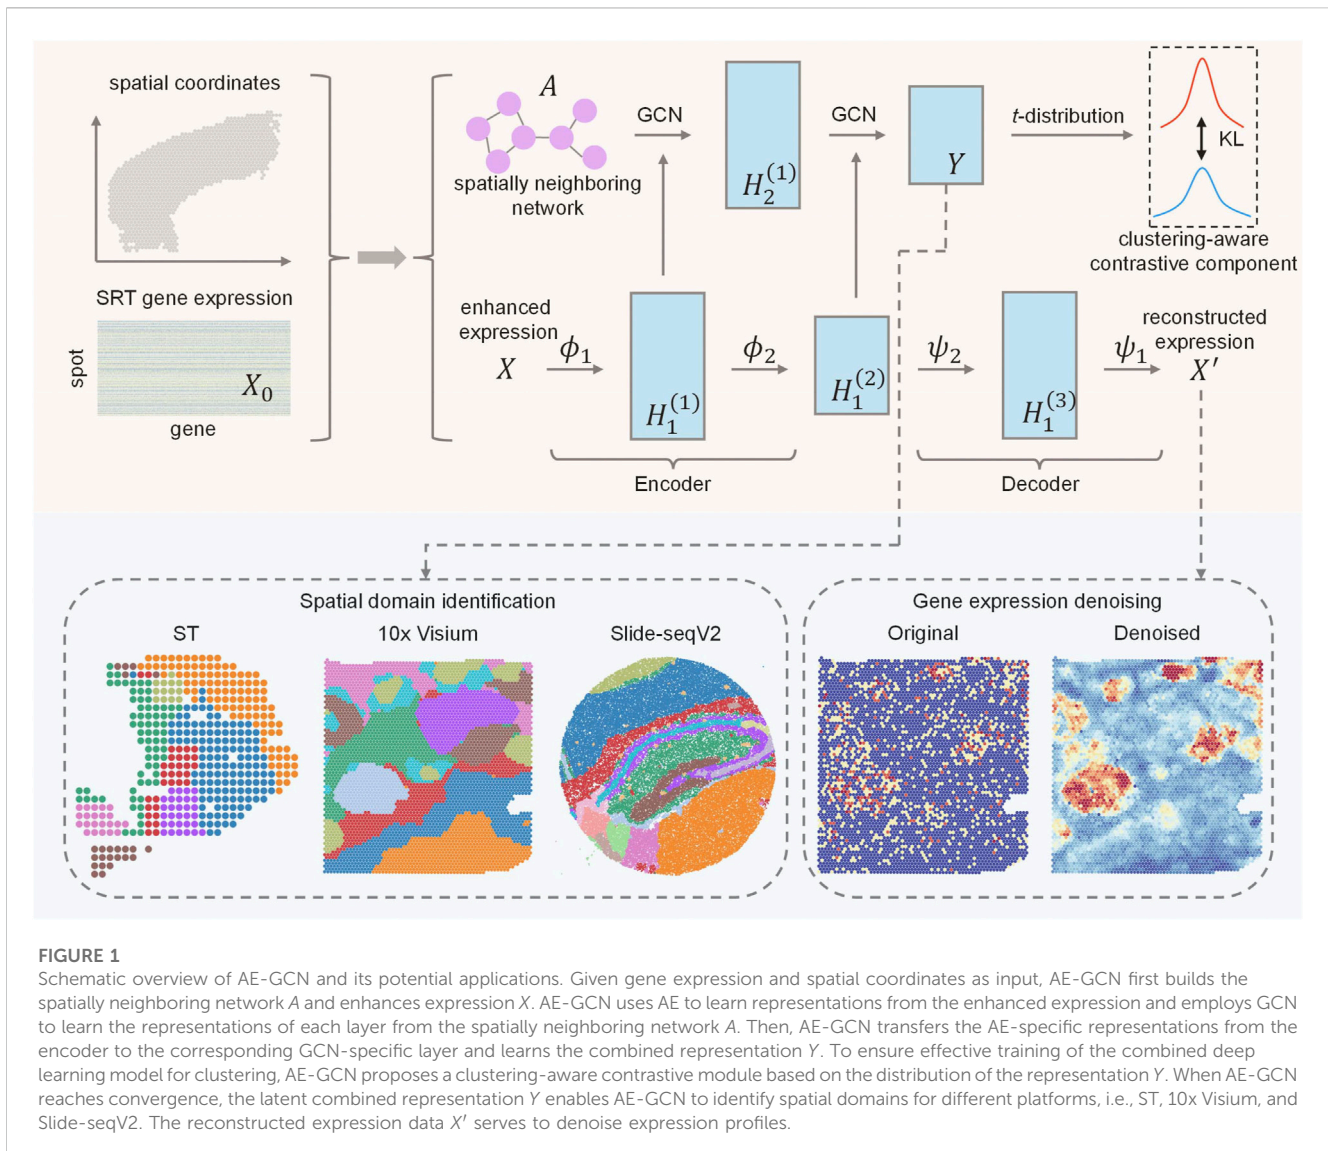 spatial coordinates
SRT gene expression
spot
X₀
gene
A
spatially neighboring
network
GCN
H₂⁽¹⁾
GCN
Y
t-distribution
KL
clustering-aware
contrastive component
enhanced
expression
X
ϕ₁
H₁⁽¹⁾
ϕ₂
H₁⁽²⁾
ψ₂
H₁⁽³⁾
ψ₁
reconstructed
expression
X′
Encoder
Decoder
Spatial domain identification
ST
10x Visium
Slide-seqV2
Gene expression denoising
Original
Denoised
FIGURE 1
Schematic overview of AE-GCN and its potential applications. Given gene expression and spatial coordinates as input, AE-GCN first builds the
spatially neighboring network A and enhances expression X. AE-GCN uses AE to learn representations from the enhanced expression and employs GCN
to learn the representations of each layer from the spatially neighboring network A. Then, AE-GCN transfers the AE-specific representations from the
encoder to the corresponding GCN-specific layer and learns the combined representation Y. To ensure effective training of the combined deep
learning model for clustering, AE-GCN proposes a clustering-aware contrastive module based on the distribution of the representation Y. When AE-GCN
reaches convergence, the latent combined representation Y enables AE-GCN to identify spatial domains for different platforms, i.e., ST, 10x Visium, and
Slide-seqV2. The reconstructed expression data X′ serves to denoise expression profiles.